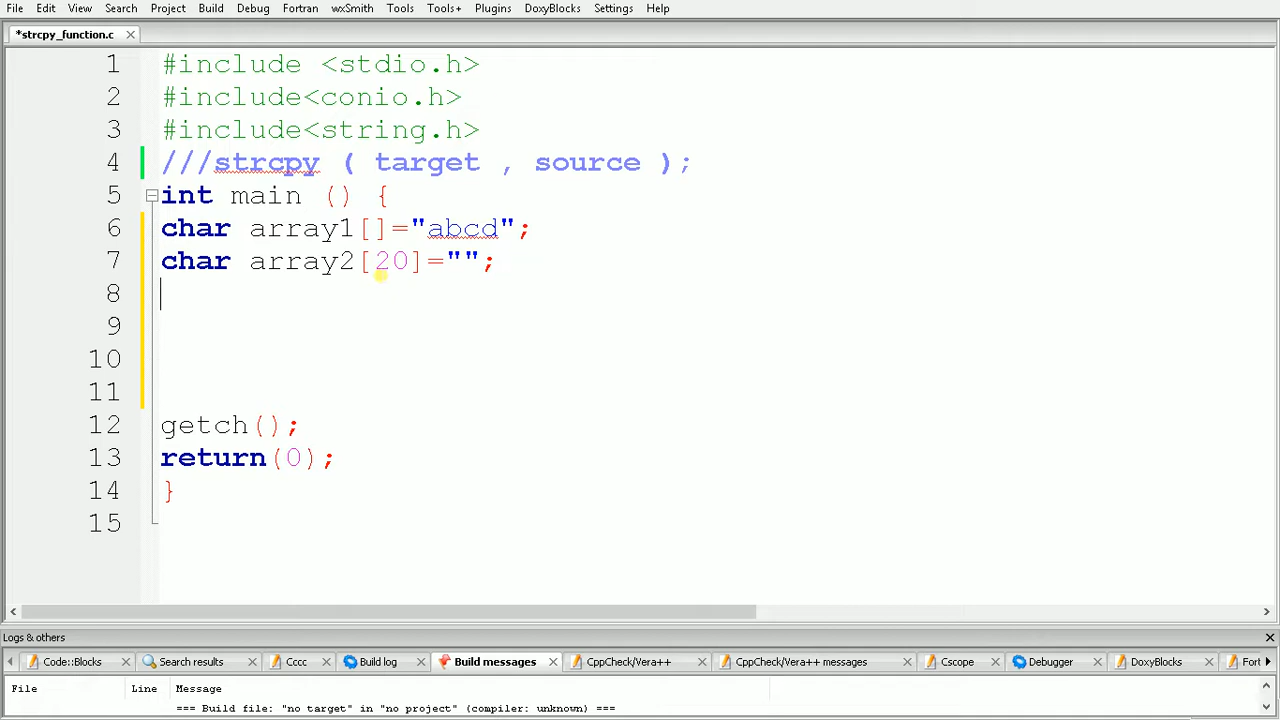 File Edit View Search Project Build Debug Fortran wxSmith Tools Tools+ Plugins DoxyBlocks Settings Help
*strcpy_function.c
1 #include <stdio.h>
2 #include<conio.h>
3 #include<string.h>
4 ///strcpy ( target , source );
5 int main () {
6 char array1[]="abcd";
7 char array2[20]="";
8
9
10
11
12 getch();
13 return(0);
14 }
15
Logs & others
Code::Blocks Search results Cccc Build log Build messages CppCheck/Vera++ CppCheck/Vera++ messages Cscope Debugger DoxyBlocks Fort
File Line Message
=== Build file: "no target" in "no project" (compiler: unknown) ===